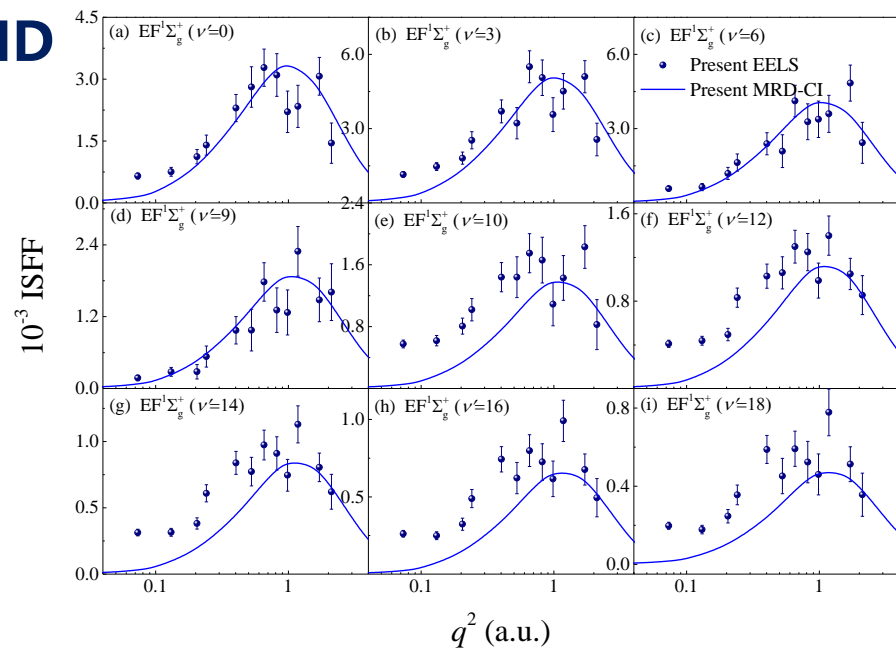 ND
(a) EF¹Σg⁺ (ν′=0)
(b) EF¹Σg⁺ (ν′=3)
(c) EF¹Σg⁺ (ν′=6)
Present EELS
Present MRD-CI
4.5
3.0
1.5
0.0
6.0
3.0
6.0
3.0
(d) EF¹Σg⁺ (ν′=9)
(e) EF¹Σg⁺ (ν′=10)
(f) EF¹Σg⁺ (ν′=12)
2.4
1.2
0.0
2.4
1.6
0.8
1.6
0.8
(g) EF¹Σg⁺ (ν′=14)
(h) EF¹Σg⁺ (ν′=16)
(i) EF¹Σg⁺ (ν′=18)
1.0
0.5
0.0
1.0
0.5
0.8
0.4
0.0
0.1 1 0.1 1 0.1 1
10⁻³ ISFF
q² (a.u.)